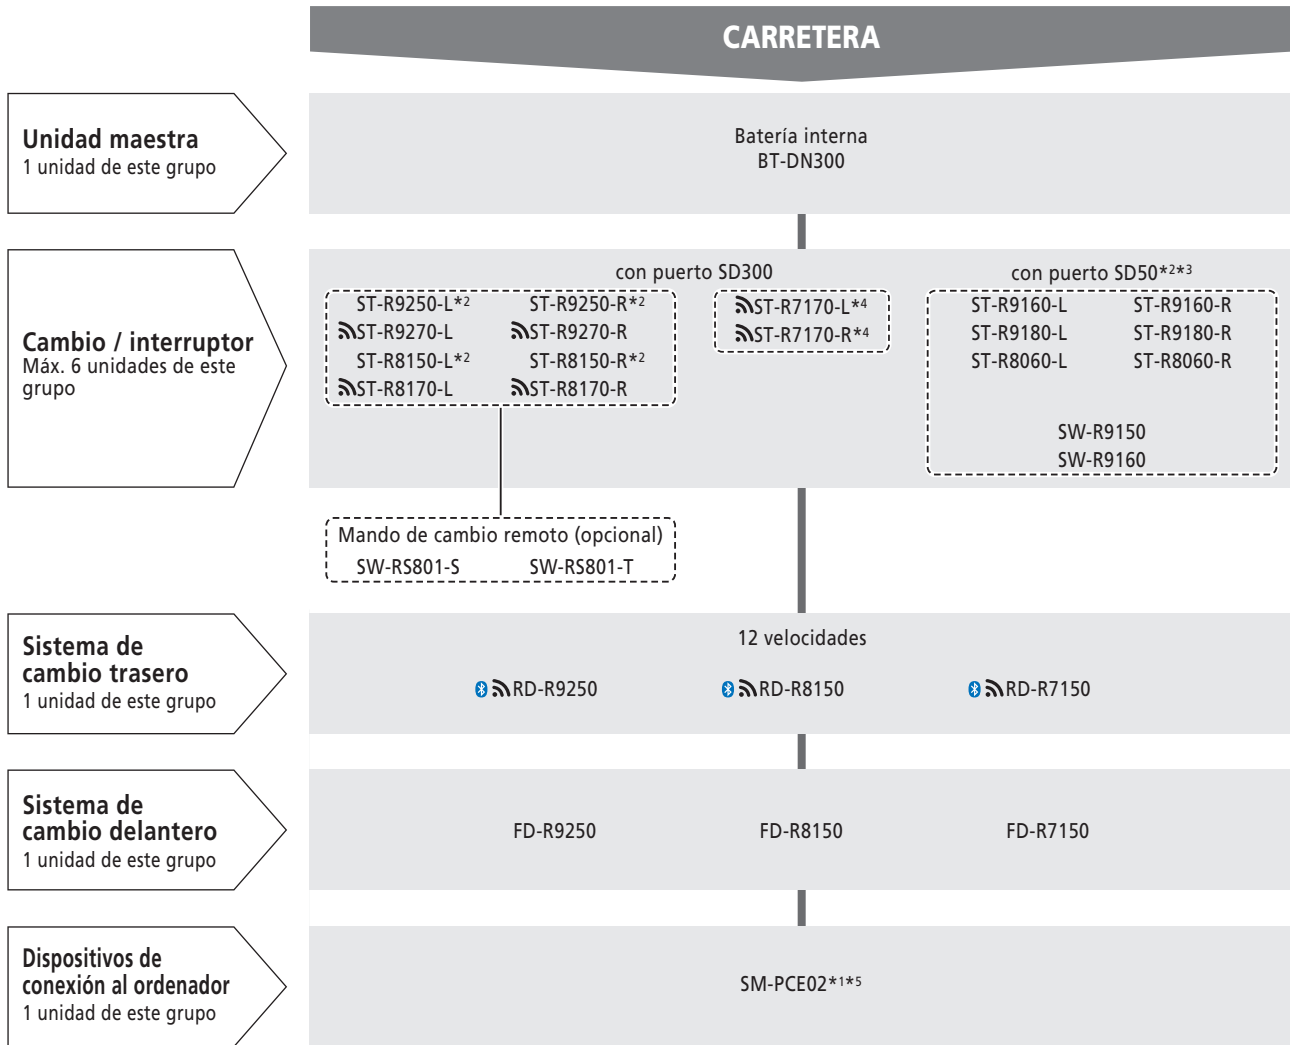 CARRETERA
Unidad maestra
1 unidad de este grupo
Batería interna
BT-DN300
Cambio / interruptor
Máx. 6 unidades de este
grupo
con puerto SD300
ST-R9250-L*2 ST-R9250-R*2
ST-R9270-L ST-R9270-R
ST-R8150-L*2 ST-R8150-R*2
ST-R8170-L ST-R8170-R
ST-R7170-L*4
ST-R7170-R*4
con puerto SD50*2*3
ST-R9160-L ST-R9160-R
ST-R9180-L ST-R9180-R
ST-R8060-L ST-R8060-R
SW-R9150
SW-R9160
Mando de cambio remoto (opcional)
SW-RS801-S SW-RS801-T
Sistema de
cambio trasero
1 unidad de este grupo
12 velocidades
RD-R9250 RD-R8150 RD-R7150
Sistema de
cambio delantero
1 unidad de este grupo
FD-R9250 FD-R8150 FD-R7150
Dispositivos de
conexión al ordenador
1 unidad de este grupo
SM-PCE02*1*5